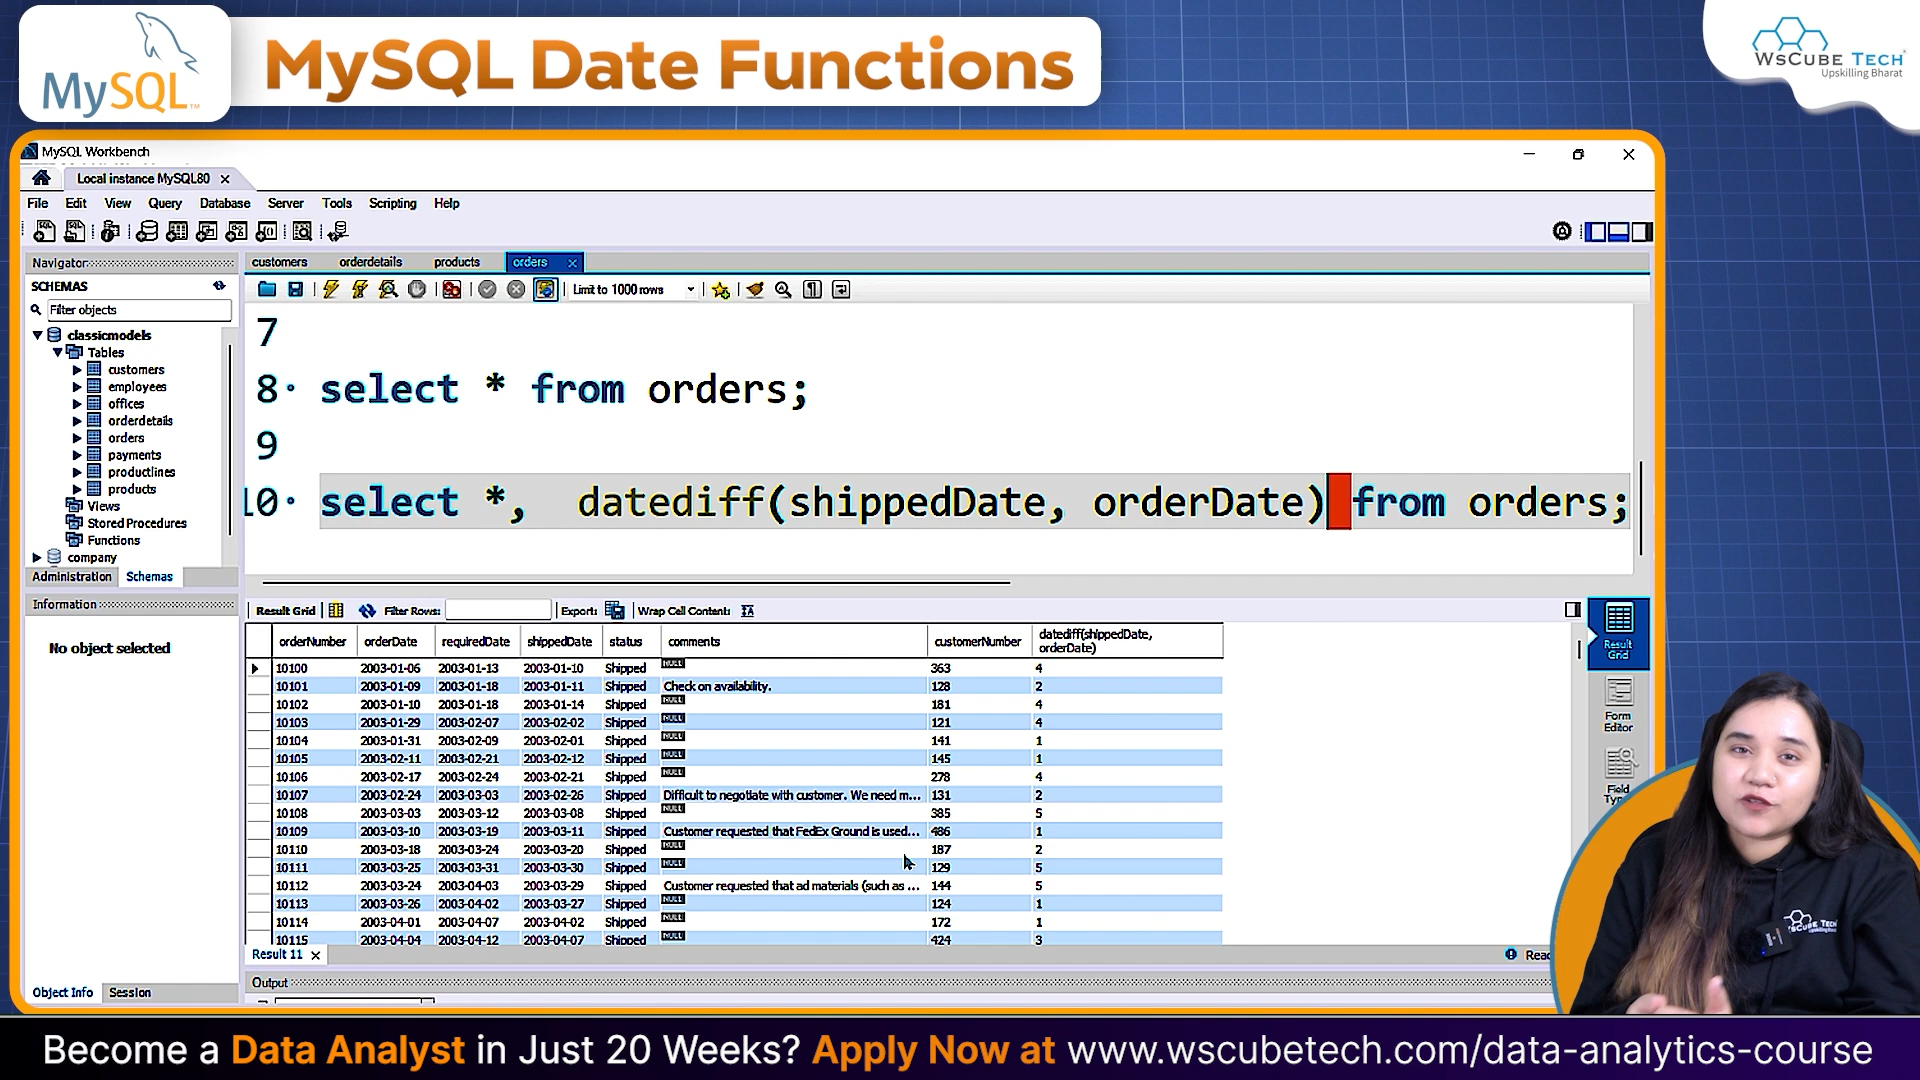 MySQL™
MySQL Date Functions
WsCube Tech
Upskilling Bharat
MySQL Workbench
Local instance MySQL80
File Edit View Query Database Server Tools Scripting Help
Navigator
SCHEMAS
Filter objects
classicmodels
Tables
customers
employees
offices
orderdetails
orders
payments
productlines
products
Views
Stored Procedures
Functions
company
Administration Schemas
Information
No object selected
Object Info Session
customers orderdetails products orders
Limit to 1000 rows
7
8 select * from orders;
9
10 select *, datediff(shippedDate, orderDate) from orders;
Result Grid Filter Rows: Export: Wrap Cell Content:
orderNumber orderDate requiredDate shippedDate status comments customerNumber datediff(shippedDate, orderDate)
10100 2003-01-06 2003-01-13 2003-01-10 Shipped NULL 363 4
10101 2003-01-09 2003-01-18 2003-01-11 Shipped Check on availability. 128 2
10102 2003-01-10 2003-01-18 2003-01-14 Shipped NULL 181 4
10103 2003-01-29 2003-02-07 2003-02-02 Shipped NULL 121 4
10104 2003-01-31 2003-02-09 2003-02-01 Shipped NULL 141 1
10105 2003-02-11 2003-02-21 2003-02-12 Shipped NULL 145 1
10106 2003-02-17 2003-02-24 2003-02-21 Shipped NULL 278 4
10107 2003-02-24 2003-03-03 2003-02-26 Shipped Difficult to negotiate with customer. We need m... 131 2
10108 2003-03-03 2003-03-12 2003-03-08 Shipped NULL 385 5
10109 2003-03-10 2003-03-19 2003-03-11 Shipped Customer requested that FedEx Ground is used... 486 1
10110 2003-03-18 2003-03-24 2003-03-20 Shipped NULL 187 2
10111 2003-03-25 2003-03-31 2003-03-30 Shipped NULL 129 5
10112 2003-03-24 2003-04-03 2003-03-29 Shipped Customer requested that ad materials (such as ... 144 5
10113 2003-03-26 2003-04-02 2003-03-27 Shipped NULL 124 1
10114 2003-04-01 2003-04-07 2003-04-02 Shipped NULL 172 1
10115 2003-04-04 2003-04-12 2003-04-07 Shipped NULL 424 3
Result Grid
Form Editor
Field
Result 11
Output
WsCube Tech
Become a Data Analyst in Just 20 Weeks? Apply Now at www.wscubetech.com/data-analytics-course